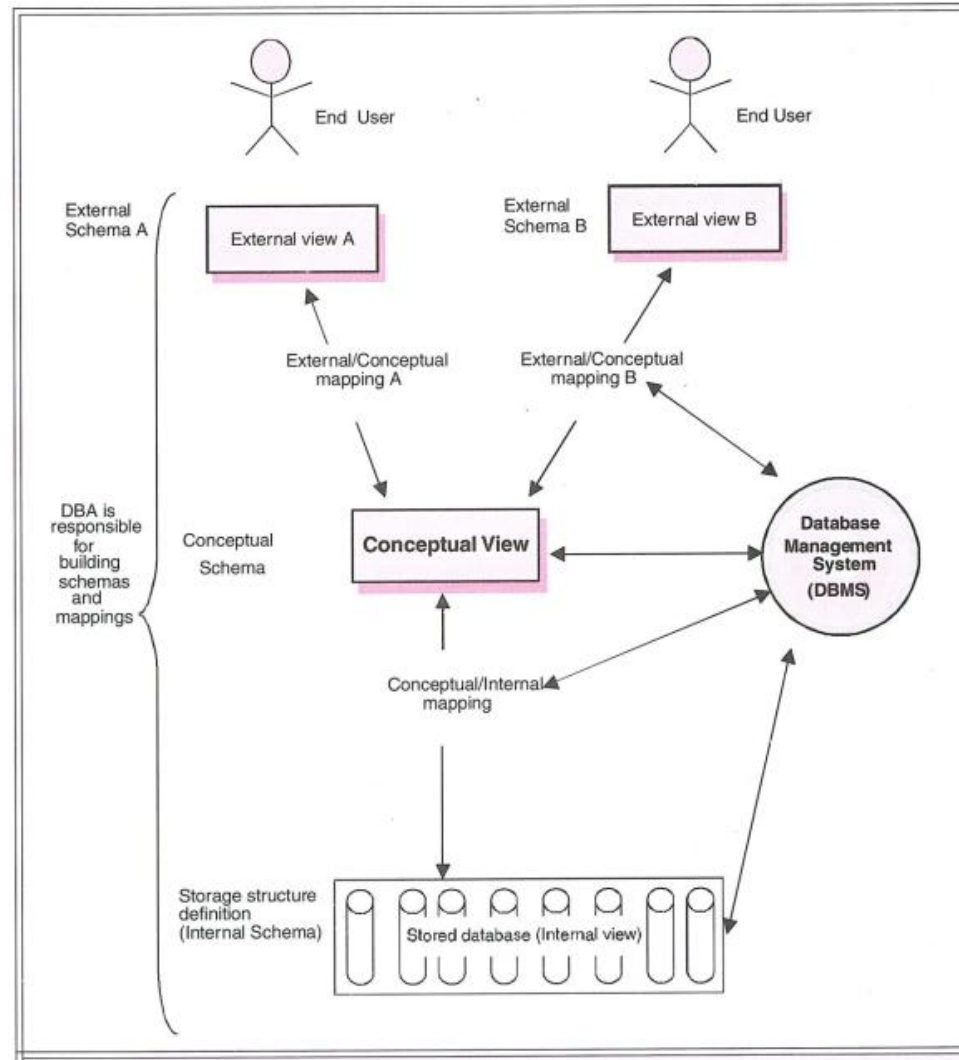 End User
End User
External
Schema A
External view A
External
Schema B
External view B
External/Conceptual
mapping A
External/Conceptual
mapping B
DBA is
responsible
for
building
schemas
and
mappings
Conceptual
Schema
Conceptual View
Database
Management
System
(DBMS)
Conceptual/Internal
mapping
Storage structure
definition
(Internal Schema)
Stored database (Internal view)